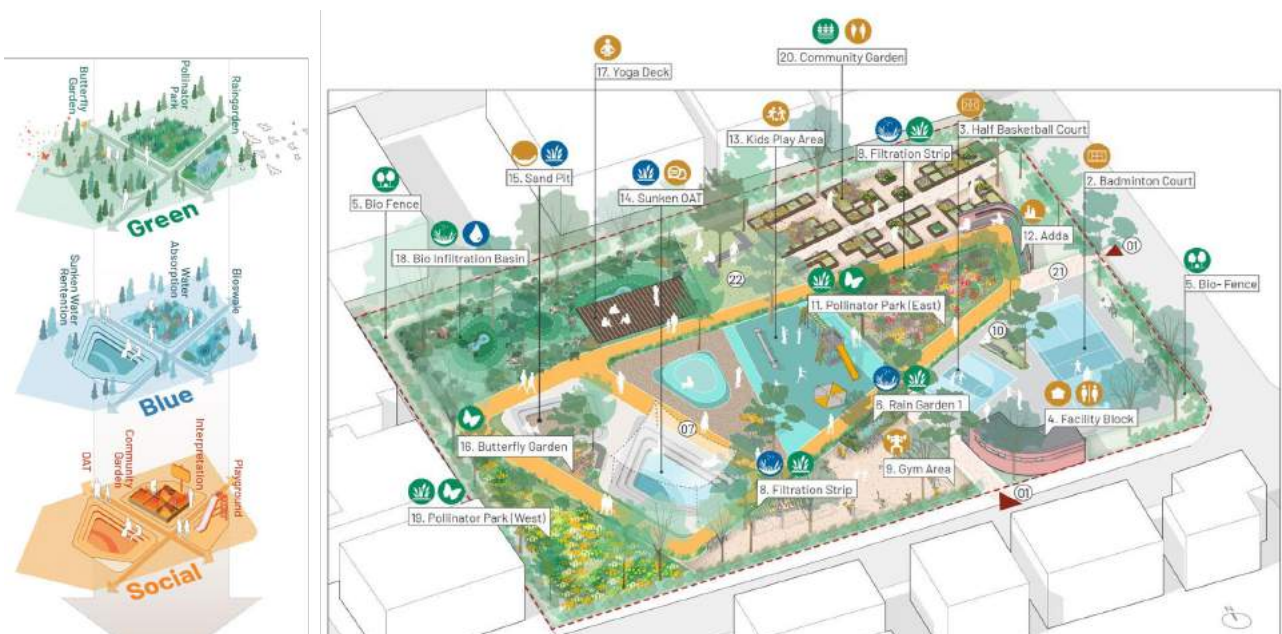 Butterfly
Garden
Pollinator
Park
Raingarden
Green
Sunken Water
Rentention
Water
Absorption
Bioswale
Blue
OAT
Community
Garden
Interpretation
Playground
Social
20. Community Garden
17. Yoga Deck
13. Kids Play Area
8. Filtration Strip
3. Half Basketball Court
2. Badminton Court
15. Sand Pit
14. Sunken OAT
5. Bio Fence
18. Bio Infiltration Basin
12. Adda
01
22
21
5. Bio-Fence
11. Pollinator Park (East)
10
6. Rain Garden 1
4. Facility Block
16. Butterfly Garden
07
9. Gym Area
8. Filtration Strip
01
19. Pollinator Park (West)
N